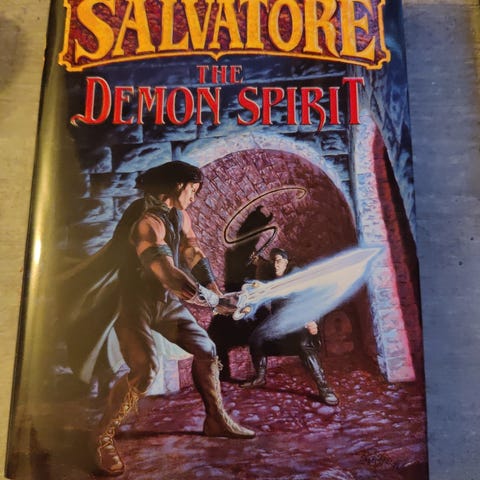 SALVATORE
THE
DEMON SPIRIT